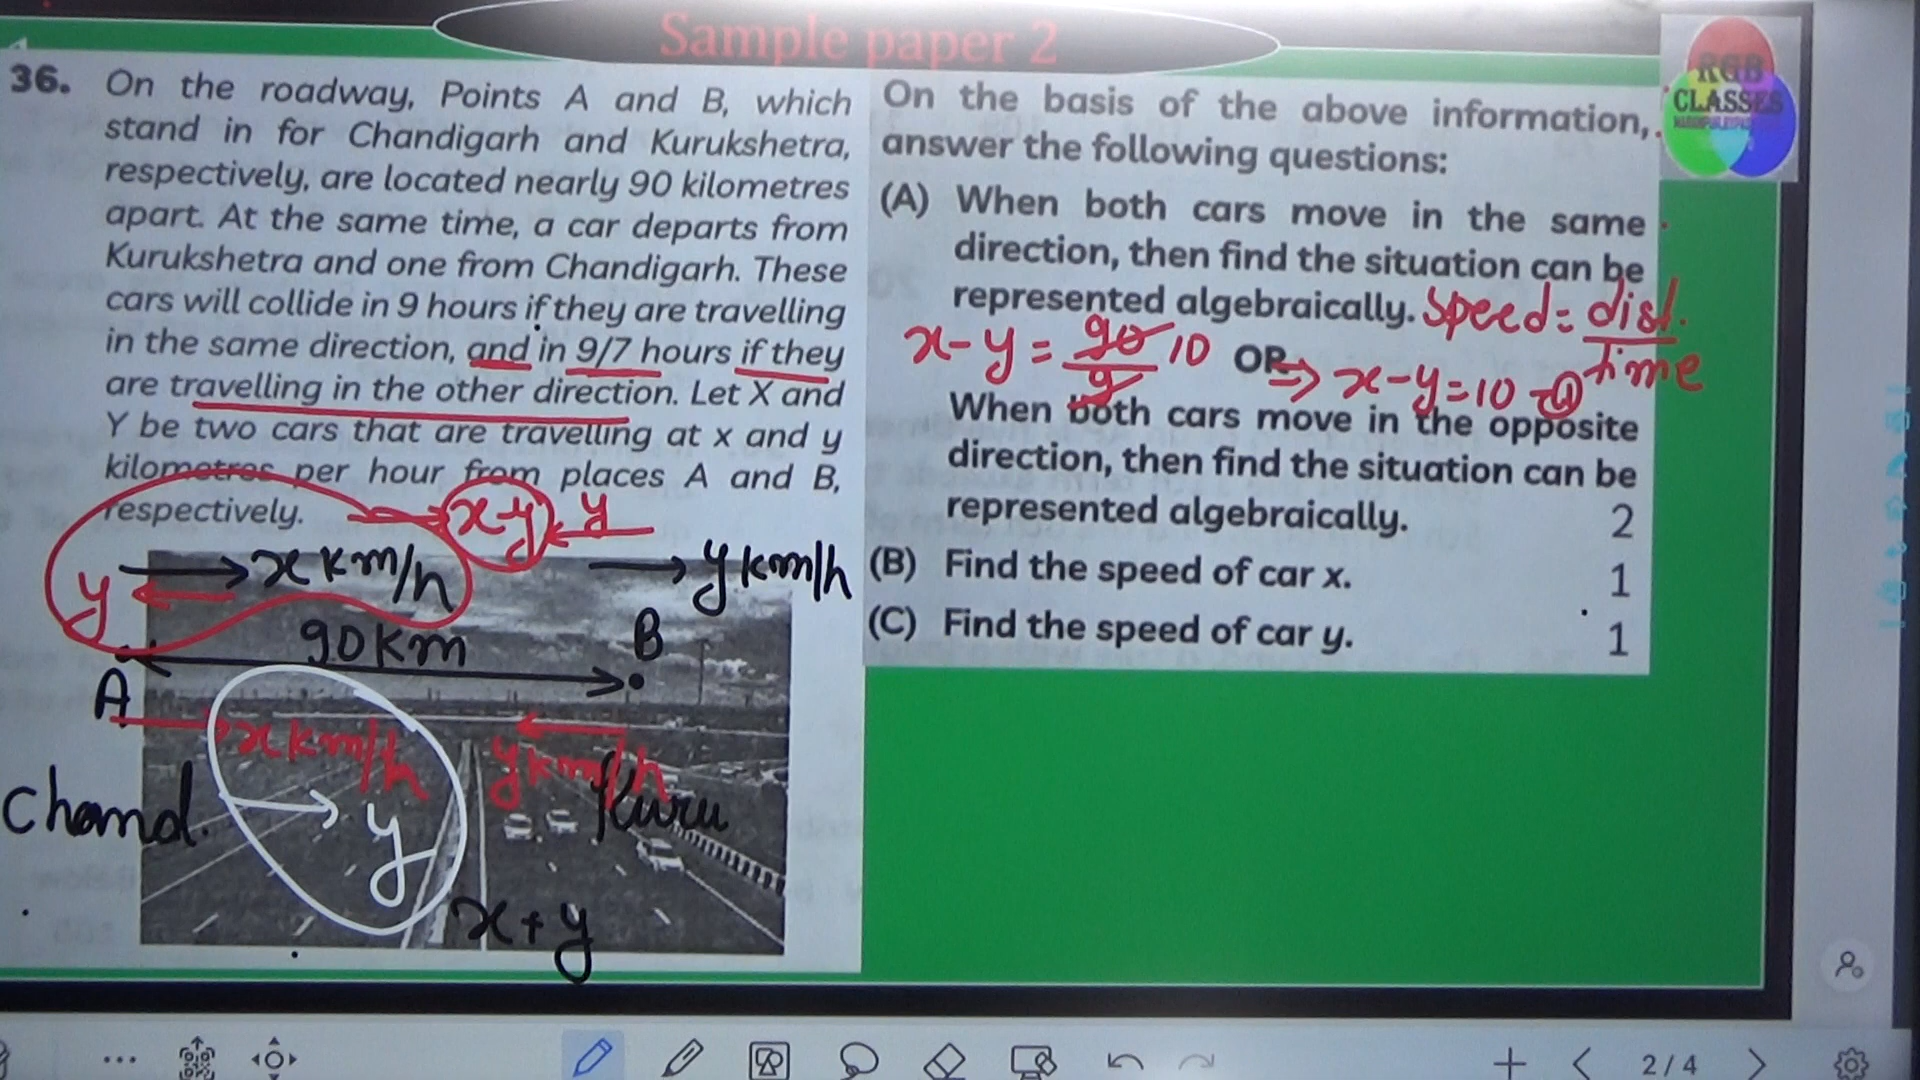 Sample paper 2
RGB
CLASSES
36. On the roadway, Points A and B, which
stand in for Chandigarh and Kurukshetra,
respectively, are located nearly 90 kilometres
apart. At the same time, a car departs from
Kurukshetra and one from Chandigarh. These
cars will collide in 9 hours if they are travelling
in the same direction, and in 9/7 hours if they
are travelling in the other direction. Let X and
Y be two cars that are travelling at x and y
kilometres per hour from places A and B,
respectively.
x-y y
y x km/h y km/h
90 Km B
A
x km/h y km/h
Chand. y Kuru
x + y
On the basis of the above information,
answer the following questions:
(A) When both cars move in the same
direction, then find the situation can be
represented algebraically. Speed = dist. / time
x - y = 90/9 10 OR ⇒ x - y = 10 - ①
When both cars move in the opposite
direction, then find the situation can be
represented algebraically. 2
(B) Find the speed of car x. 1
(C) Find the speed of car y. 1
2 / 4